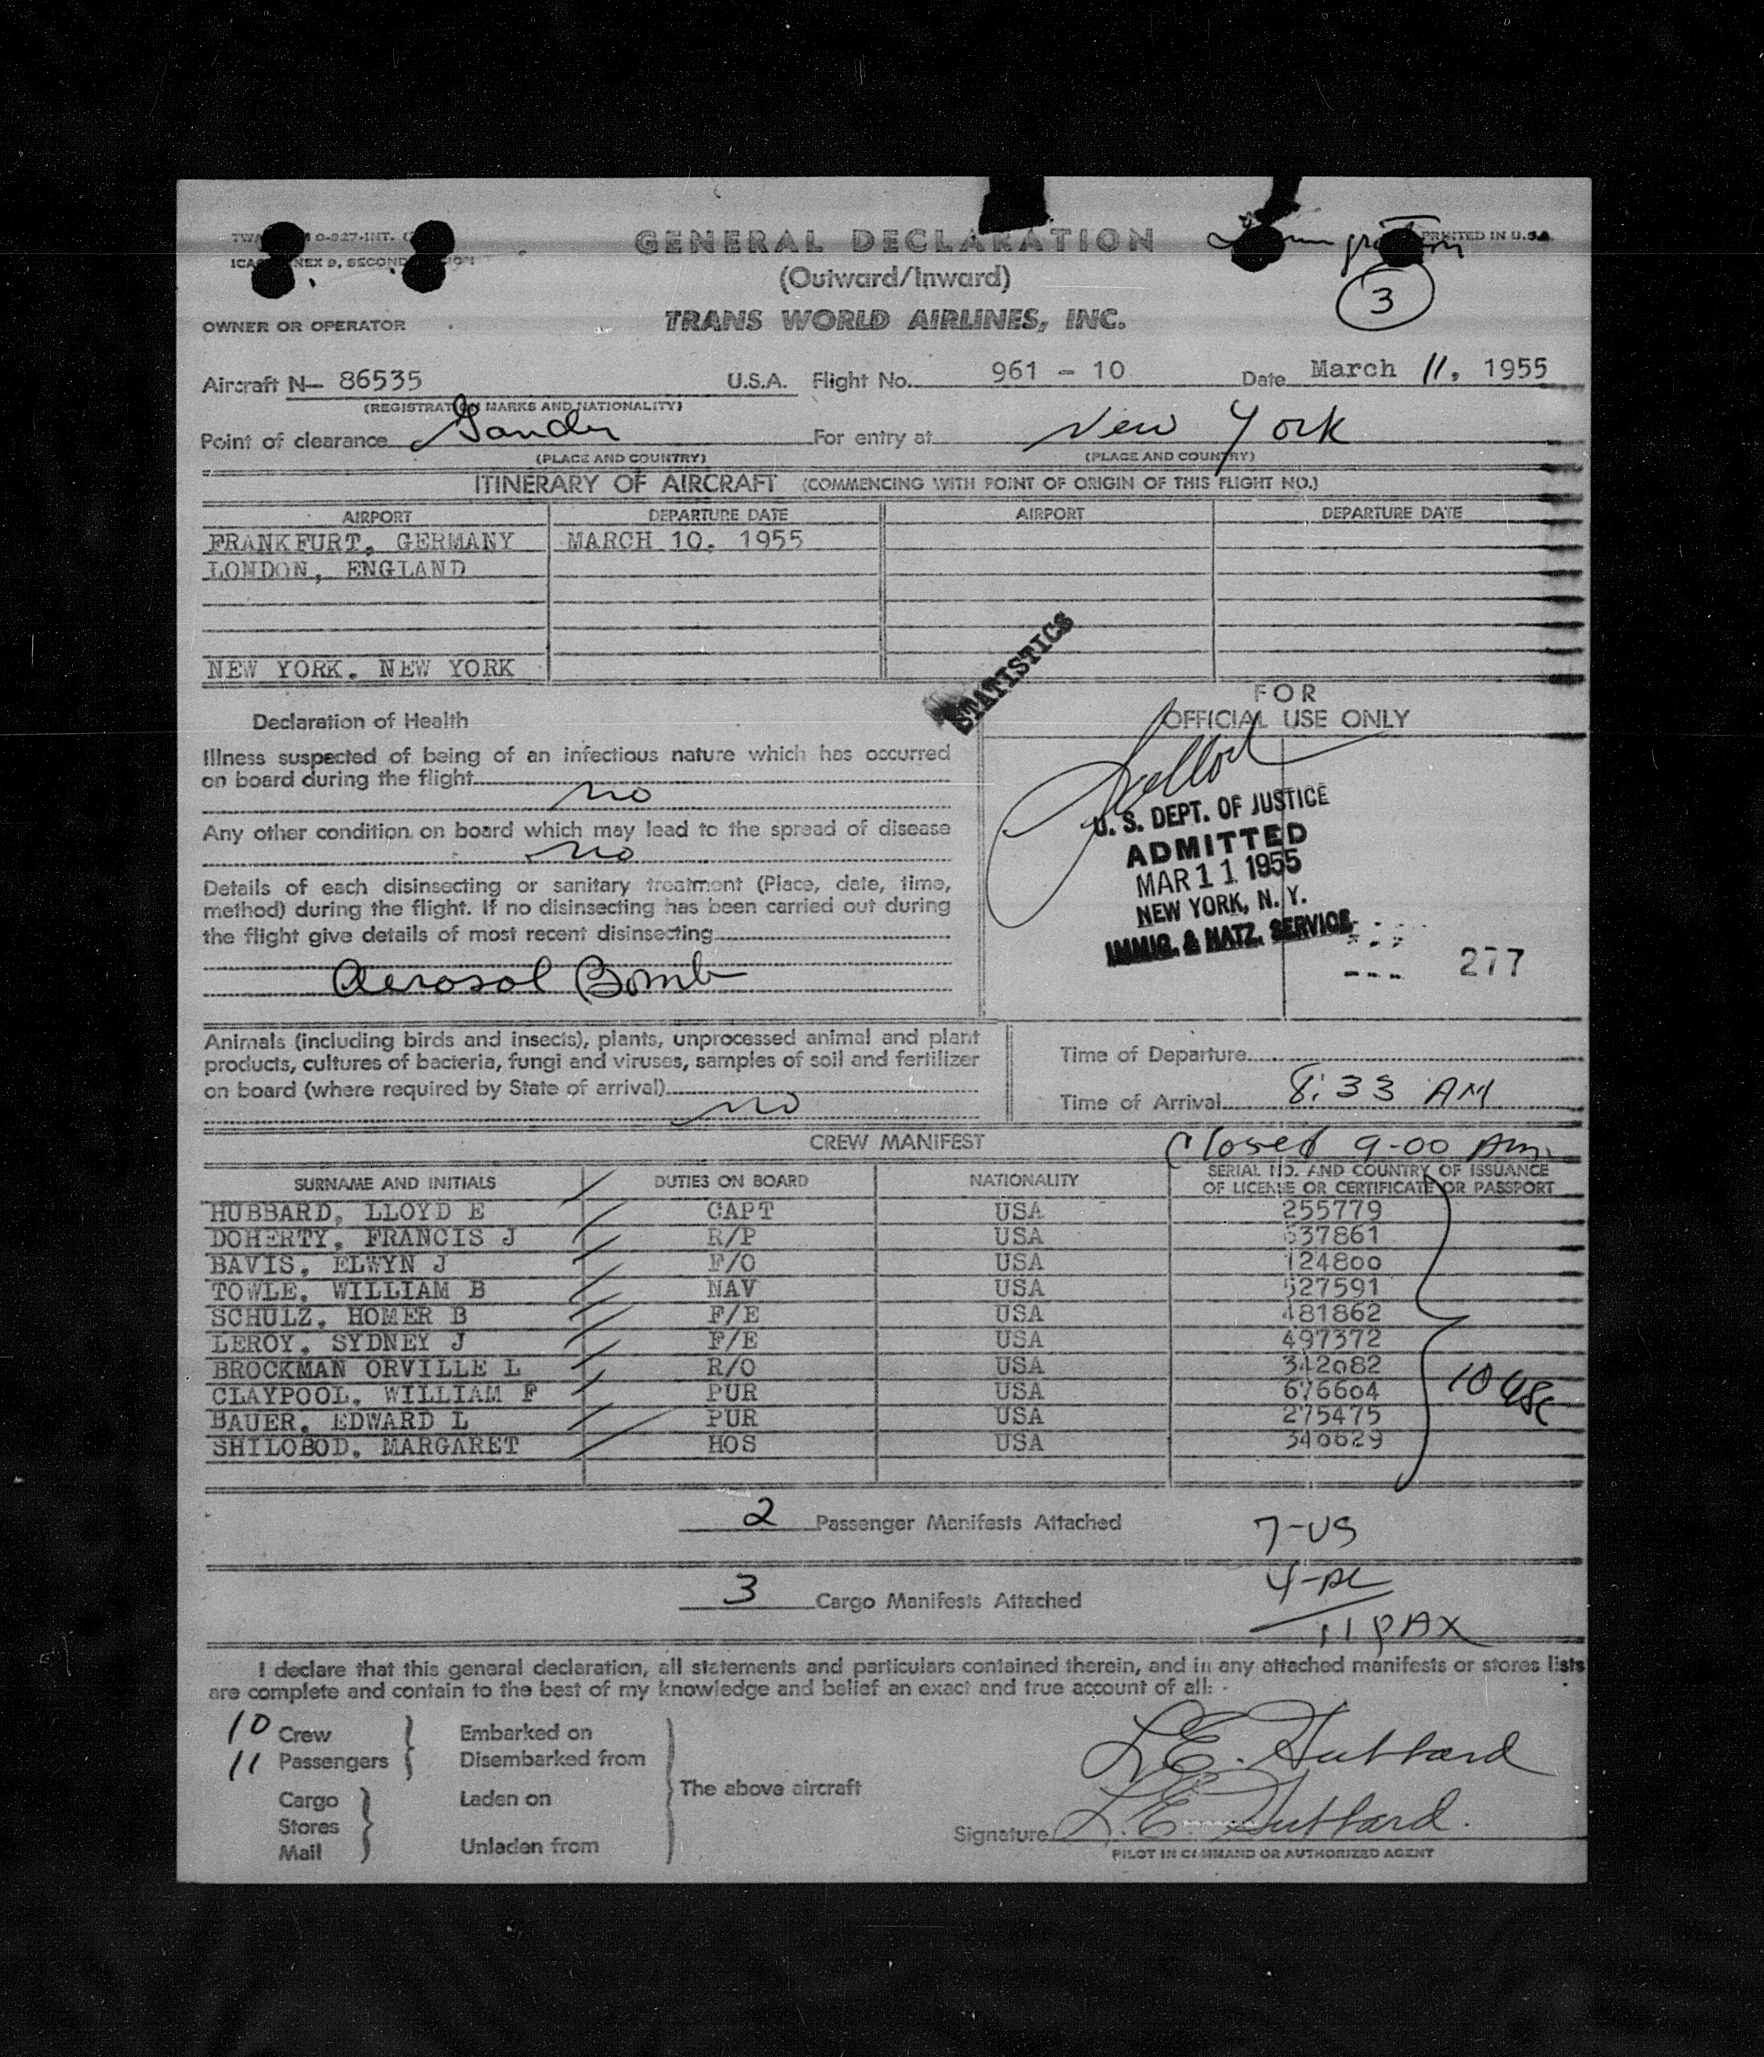 GENERAL DECLARATION
(Outward/Inward)
PRINTED IN U.S.A.
3
OWNER OR OPERATOR
TRANS WORLD AIRLINES, INC.
Aircraft N— 86535 U.S.A. Flight No. 961 - 10 Date March 11, 1955
(REGISTRATION MARKS AND NATIONALITY)
Point of clearance Gander For entry at New York
(PLACE AND COUNTRY) (PLACE AND COUNTRY)
ITINERARY OF AIRCRAFT (COMMENCING WITH POINT OF ORIGIN OF THIS FLIGHT NO.)
AIRPORT DEPARTURE DATE AIRPORT DEPARTURE DATE
FRANKFURT, GERMANY MARCH 10. 1955
LONDON, ENGLAND
NEW YORK. NEW YORK
STATISTICS
FOR
OFFICIAL USE ONLY
Declaration of Health
Illness suspected of being of an infectious nature which has occurred
on board during the flight
no
Any other condition on board which may lead to the spread of disease
no
Details of each disinsecting or sanitary treatment (Place, date, time,
method) during the flight. If no disinsecting has been carried out during
the flight give details of most recent disinsecting
Aerosol Bomb
U. S. DEPT. OF JUSTICE
ADMITTED
MAR 11 1955
NEW YORK, N. Y.
IMMIG. & NATZ. SERVICE
277
Animals (including birds and insects), plants, unprocessed animal and plant
products, cultures of bacteria, fungi and viruses, samples of soil and fertilizer
on board (where required by State of arrival)
no
Time of Departure
Time of Arrival 8:33 AM
CREW MANIFEST Closed 9-00 Am.
SURNAME AND INITIALS DUTIES ON BOARD NATIONALITY SERIAL NO. AND COUNTRY OF ISSUANCE
OF LICENSE OR CERTIFICATE OR PASSPORT
HUBBARD, LLOYD E CAPT USA 255779
DOHERTY, FRANCIS J R/P USA 37861
BAVIS, ELWYN J F/O USA 124800
TOWLE, WILLIAM B NAV USA 527591
SCHULZ, HOMER B F/E USA 481862
LEROY, SYDNEY J F/E USA 497372
BROCKMAN ORVILLE L R/O USA 342082
CLAYPOOL, WILLIAM F PUR USA 676604
BAUER, EDWARD L PUR USA 275475
SHILOBOD, MARGARET HOS USA 340629
10 USC
2 Passenger Manifests Attached
7-US
3 Cargo Manifests Attached
11 PAX
I declare that this general declaration, all statements and particulars contained therein, and in any attached manifests or stores lists
are complete and contain to the best of my knowledge and belief an exact and true account of all:
10 Crew Embarked on
11 Passengers Disembarked from
The above aircraft
Cargo Laden on
Stores
Mail Unladen from
L.E. Hubbard
Signature L.E. Hubbard.
PILOT IN COMMAND OR AUTHORIZED AGENT